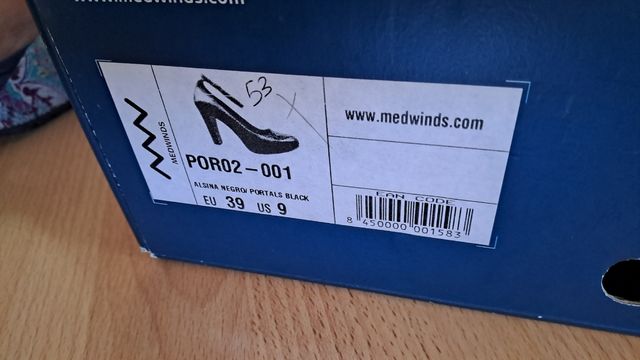 www.medwinds.com
MEDWINDS
53
POR02-001
ALSINA NEGRO/PORTALS BLACK
EU 39 US 9
www.medwinds.com
EAN CODE
8 450000 001583